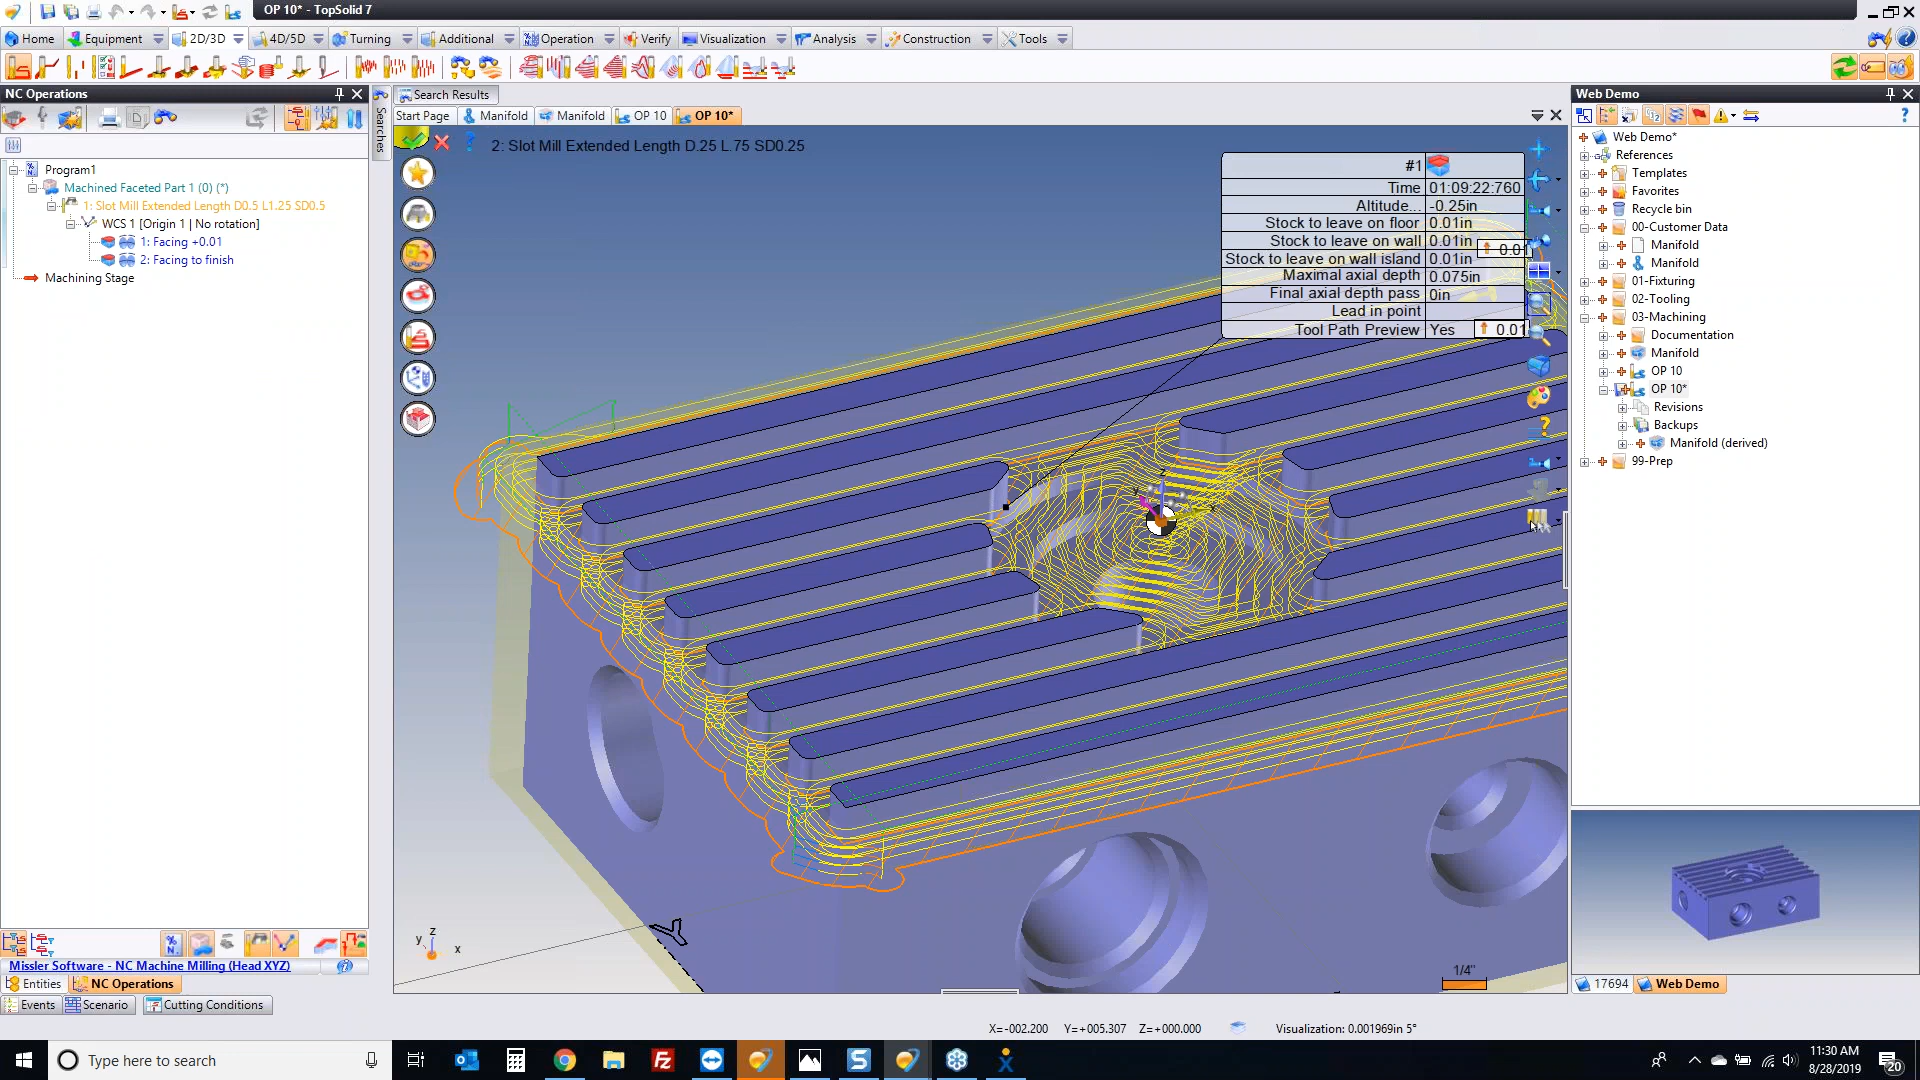 OP 10* - TopSolid 7
Home
Equipment
2D/3D
4D/5D
Turning
Additional
Operation
Verify
Visualization
Analysis
Construction
Tools
NC Operations
Program1
Machined Faceted Part 1 (0) (*)
1: Slot Mill Extended Length D0.5 L1.25 SD0.5
WCS 1 [Origin 1 | No rotation]
1: Facing +0.01
2: Facing to finish
Machining Stage
Missler Software - NC Machine Milling (Head XYZ)
Entities
NC Operations
Events
Scenario
Cutting Conditions
Searches
Search Results
Start Page
Manifold
Manifold
OP 10
OP 10*
2: Slot Mill Extended Length D.25 L.75 SD0.25
#1
Time 01:09:22:760
Altitude... -0.25in
Stock to leave on floor 0.01in
Stock to leave on wall 0.01in
Stock to leave on wall island 0.01in
Maximal axial depth 0.075in
Final axial depth pass 0in
Lead in point
Tool Path Preview Yes
0.01
0.01
Z
Y
z
y
x
1/4"
X=-002.200 Y=+005.307 Z=+000.000
Visualization: 0.001969in 5°
Web Demo
Web Demo*
References
Templates
Favorites
Recycle bin
00-Customer Data
Manifold
Manifold
01-Fixturing
02-Tooling
03-Machining
Documentation
Manifold
OP 10
OP 10*
Revisions
Backups
Manifold (derived)
99-Prep
17694
Web Demo
Type here to search
11:30 AM
8/28/2019
20